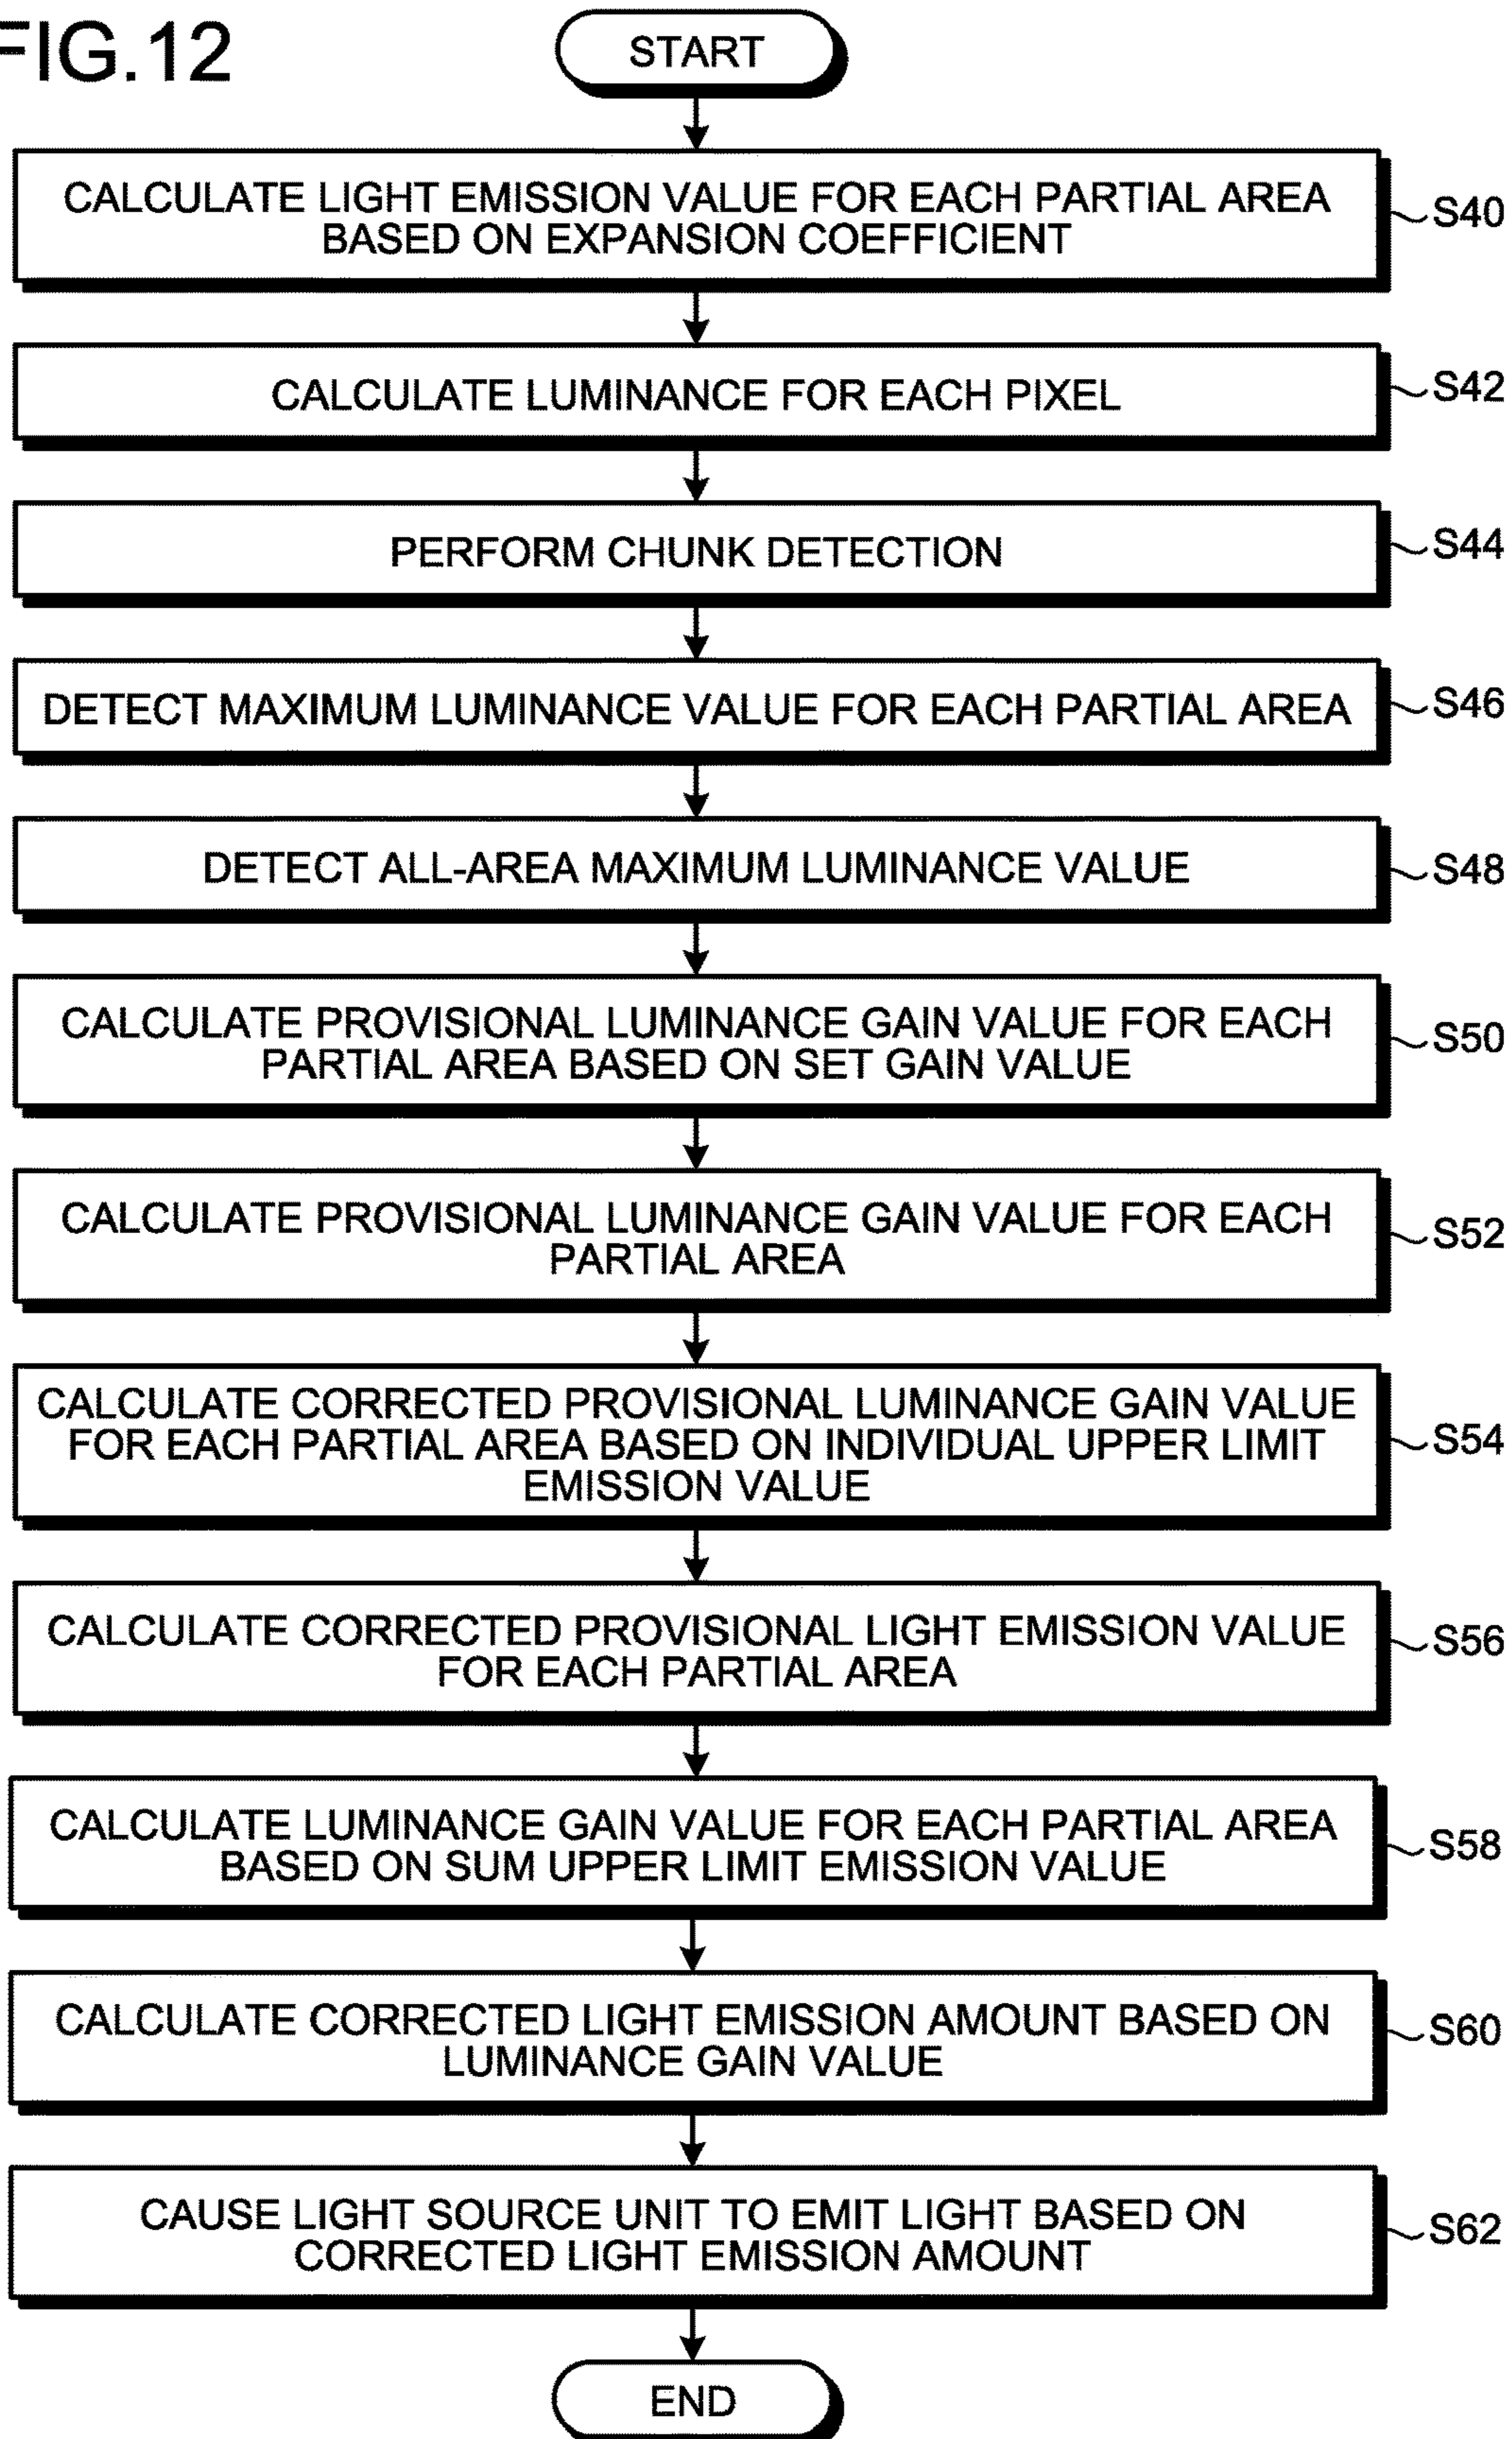 FIG.12
START
CALCULATE LIGHT EMISSION VALUE FOR EACH PARTIAL AREA
BASED ON EXPANSION COEFFICIENT
S40
CALCULATE LUMINANCE FOR EACH PIXEL
S42
PERFORM CHUNK DETECTION
S44
DETECT MAXIMUM LUMINANCE VALUE FOR EACH PARTIAL AREA
S46
DETECT ALL-AREA MAXIMUM LUMINANCE VALUE
S48
CALCULATE PROVISIONAL LUMINANCE GAIN VALUE FOR EACH
PARTIAL AREA BASED ON SET GAIN VALUE
S50
CALCULATE PROVISIONAL LUMINANCE GAIN VALUE FOR EACH
PARTIAL AREA
S52
CALCULATE CORRECTED PROVISIONAL LUMINANCE GAIN VALUE
FOR EACH PARTIAL AREA BASED ON INDIVIDUAL UPPER LIMIT
EMISSION VALUE
S54
CALCULATE CORRECTED PROVISIONAL LIGHT EMISSION VALUE
FOR EACH PARTIAL AREA
S56
CALCULATE LUMINANCE GAIN VALUE FOR EACH PARTIAL AREA
BASED ON SUM UPPER LIMIT EMISSION VALUE
S58
CALCULATE CORRECTED LIGHT EMISSION AMOUNT BASED ON
LUMINANCE GAIN VALUE
S60
CAUSE LIGHT SOURCE UNIT TO EMIT LIGHT BASED ON
CORRECTED LIGHT EMISSION AMOUNT
S62
END